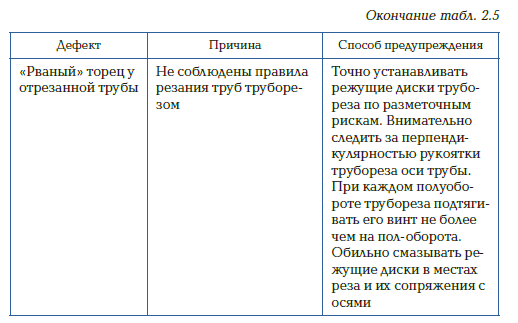 Окончание табл. 2.5
Дефект
Причина
Способ предупреждения
«Рваный» торец у
отрезанной трубы
Не соблюдены правила
резания труб труборе-
зом
Точно устанавливать
режущие диски трубо-
реза по разметочным
рискам. Внимательно
следить за перпенди-
кулярностью рукоятки
трубореза оси трубы.
При каждом полуобо-
роте трубореза подтяги-
вать его винт не более
чем на пол-оборота.
Обильно смазывать ре-
жущие диски в местах
реза и их сопряжения с
осями